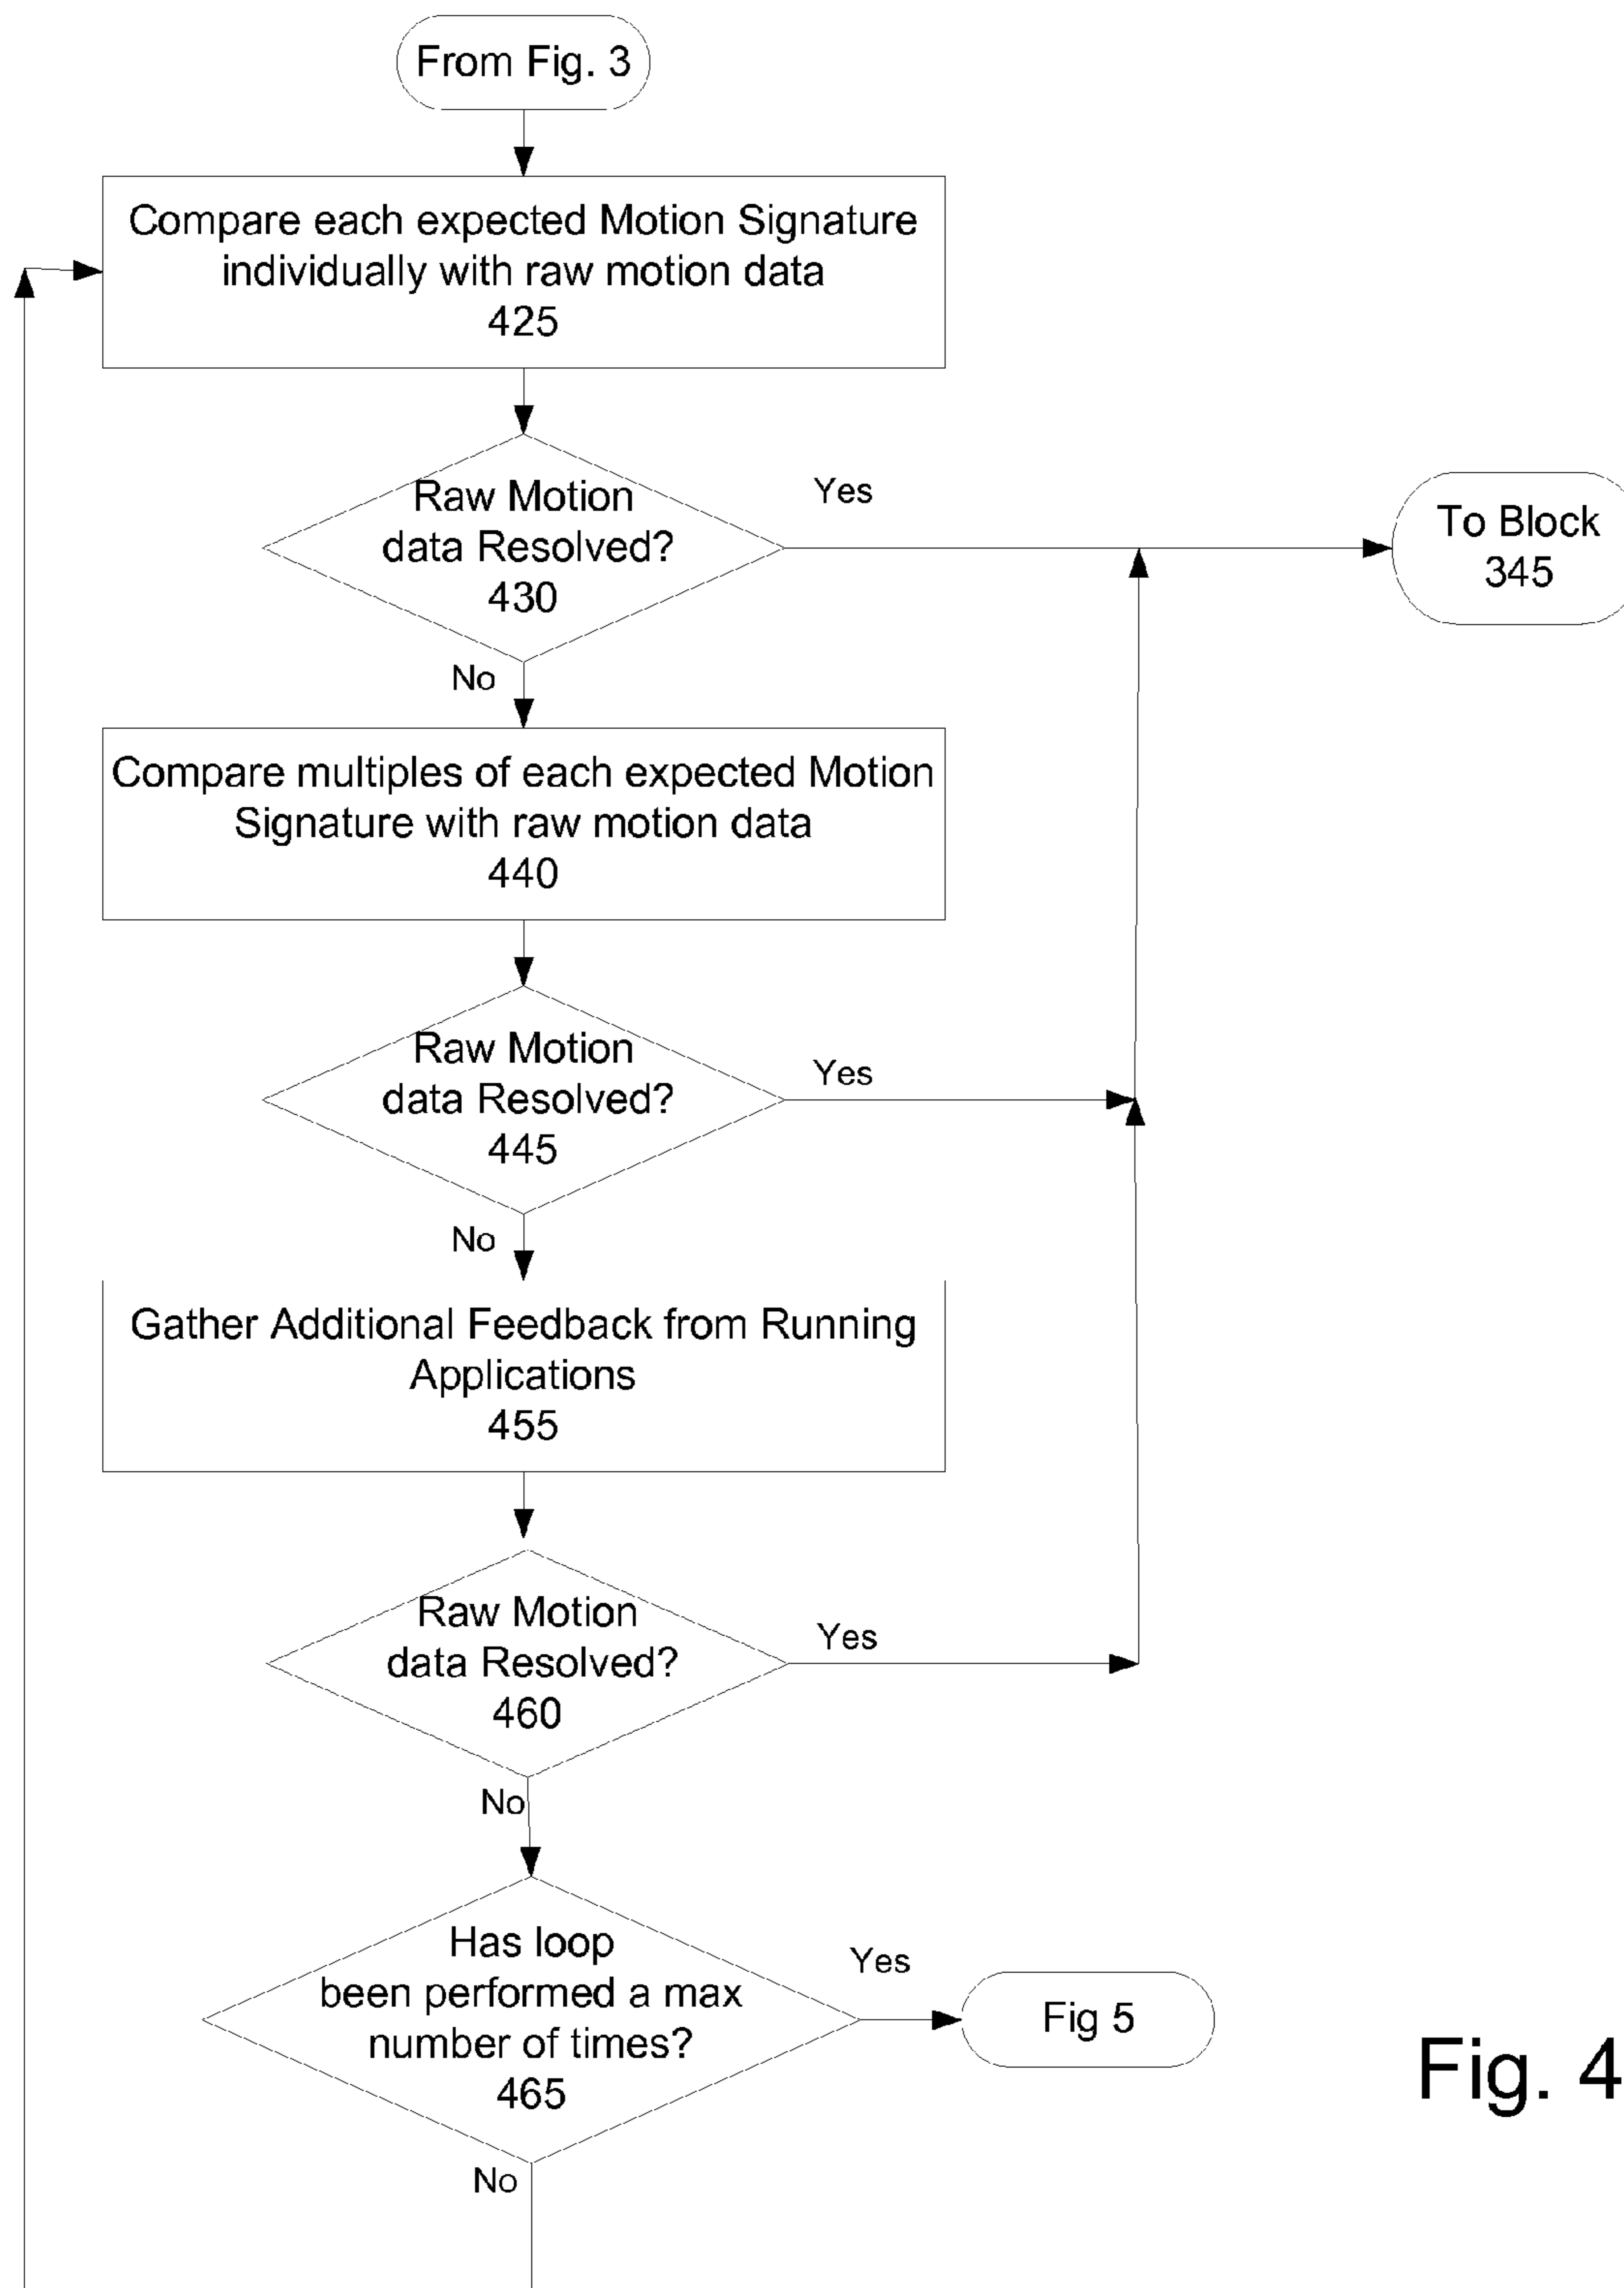 From Fig. 3
Compare each expected Motion Signature
individually with raw motion data
425
Raw Motion
data Resolved?
430
Yes
To Block
345
No
Compare multiples of each expected Motion
Signature with raw motion data
440
Raw Motion
data Resolved?
445
Yes
No
Gather Additional Feedback from Running
Applications
455
Raw Motion
data Resolved?
460
Yes
No
Has loop
been performed a max
number of times?
465
Yes
Fig 5
No
Fig. 4